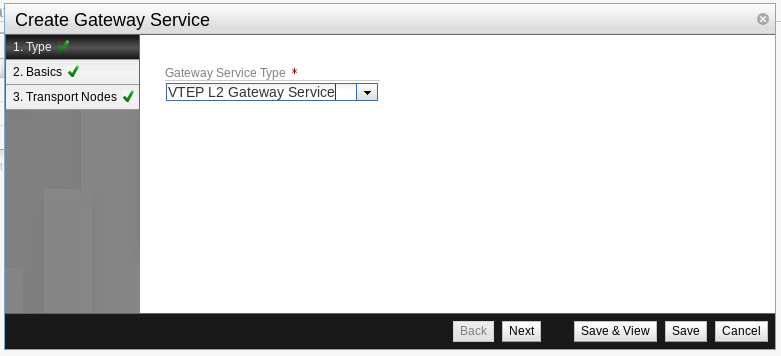 Create Gateway Service
1. Type
2. Basics
3. Transport Nodes
Gateway Service Type *
VTEP L2 Gateway Service
Back Next Save & View Save Cancel